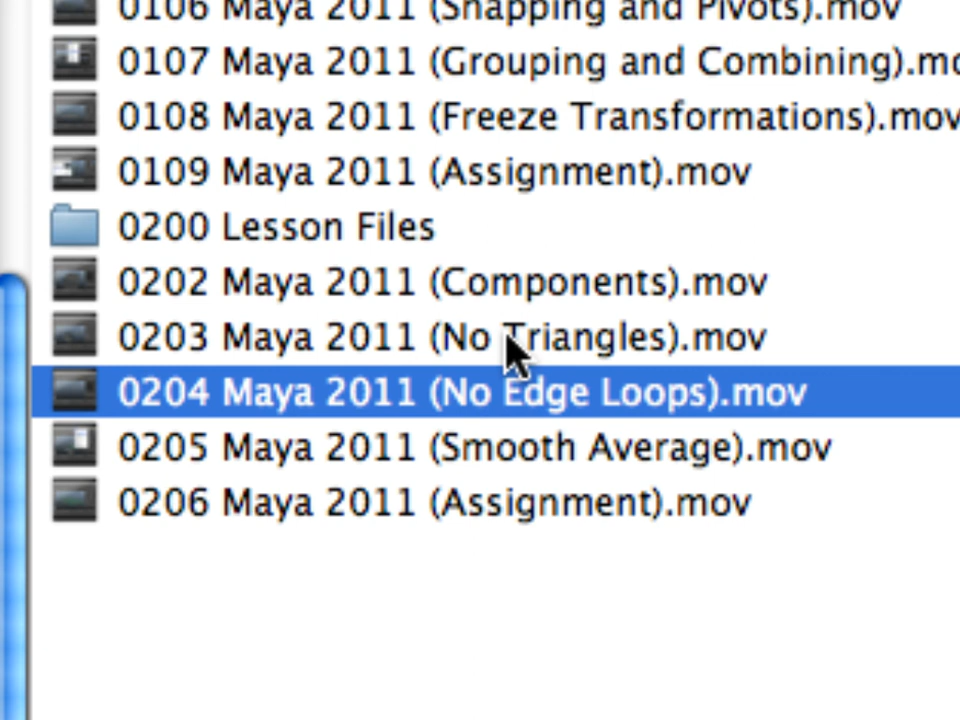 0106 Maya 2011 (Snapping and Pivots).mov
0107 Maya 2011 (Grouping and Combining).mo
0108 Maya 2011 (Freeze Transformations).mov
0109 Maya 2011 (Assignment).mov
0200 Lesson Files
0202 Maya 2011 (Components).mov
0203 Maya 2011 (No Triangles).mov
0204 Maya 2011 (No Edge Loops).mov
0205 Maya 2011 (Smooth Average).mov
0206 Maya 2011 (Assignment).mov